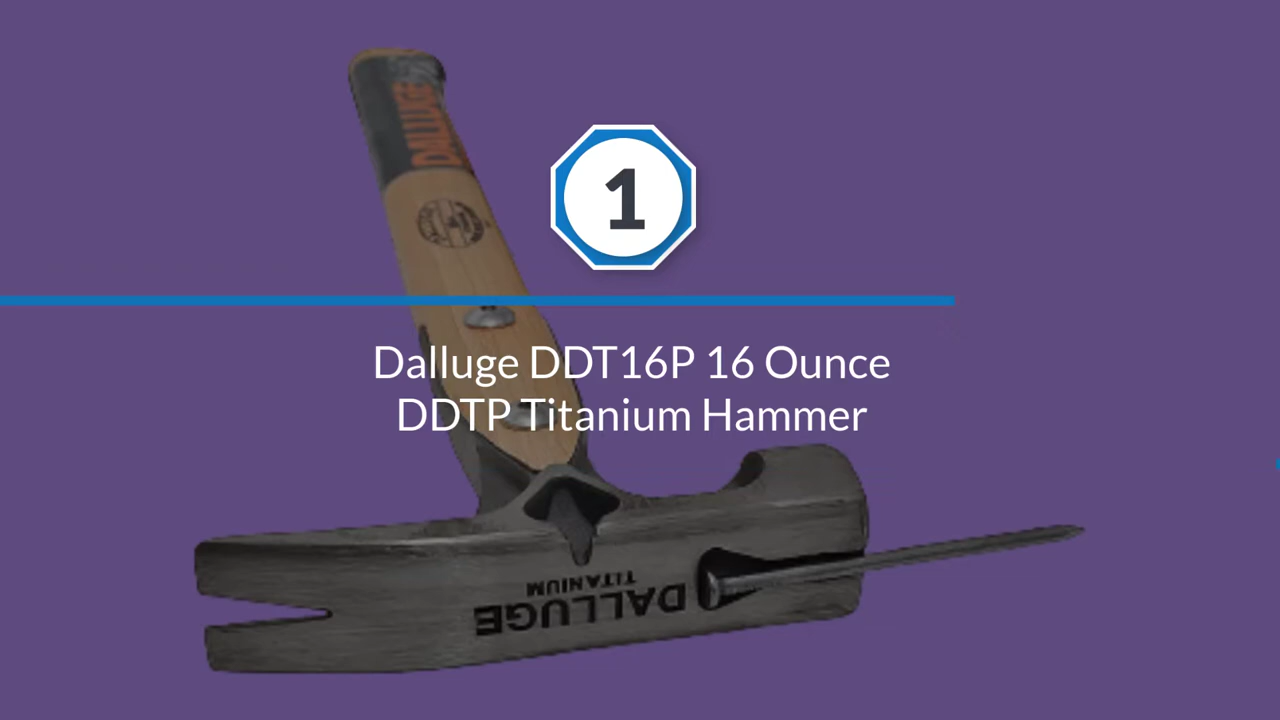 DALLUGE
1
Dalluge DDT16P 16 Ounce
DDTP Titanium Hammer
TITANIUM
DALLUGE